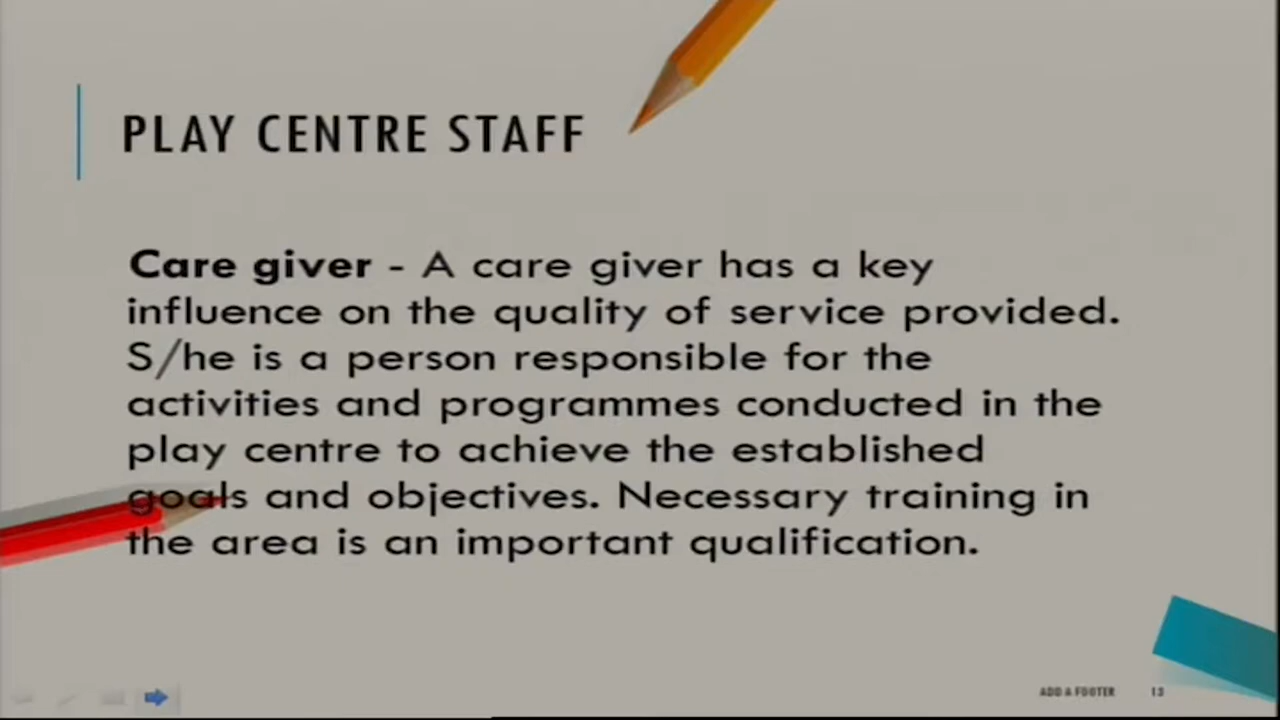 PLAY CENTRE STAFF
Care giver - A care giver has a key
influence on the quality of service provided.
S/he is a person responsible for the
activities and programmes conducted in the
play centre to achieve the established
goals and objectives. Necessary training in
the area is an important qualification.
ADD A FOOTER 13